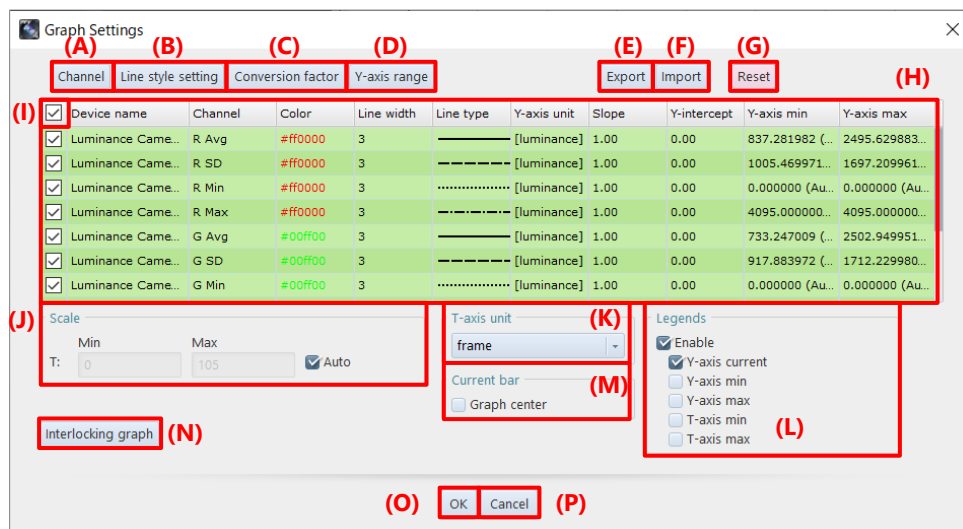 Graph Settings
(A) (B) (C) (D) (E) (F) (G)
Channel Line style setting Conversion factor Y-axis range Export Import Reset (H)
(I) Device name Channel Color Line width Line type Y-axis unit Slope Y-intercept Y-axis min Y-axis max
Luminance Came... R Avg #ff0000 3 [luminance] 1.00 0.00 837.281982 (... 2495.629883...
Luminance Came... R SD #ff0000 3 [luminance] 1.00 0.00 1005.469971... 1697.209961...
Luminance Came... R Min #ff0000 3 [luminance] 1.00 0.00 0.000000 (Au... 0.000000 (Au...
Luminance Came... R Max #ff0000 3 [luminance] 1.00 0.00 4095.000000... 4095.000000...
Luminance Came... G Avg #00ff00 3 [luminance] 1.00 0.00 733.247009 (... 2502.949951...
Luminance Came... G SD #00ff00 3 [luminance] 1.00 0.00 917.883972 (... 1712.229980...
Luminance Came... G Min #00ff00 3 [luminance] 1.00 0.00 0.000000 (Au... 0.000000 (Au...
(J) Scale
Min Max
T: 0 105 Auto
T-axis unit (K)
frame
Current bar (M)
Graph center
Legends
Enable
Y-axis current
Y-axis min
Y-axis max
T-axis min
T-axis max
(L)
Interlocking graph (N)
(O) OK Cancel (P)